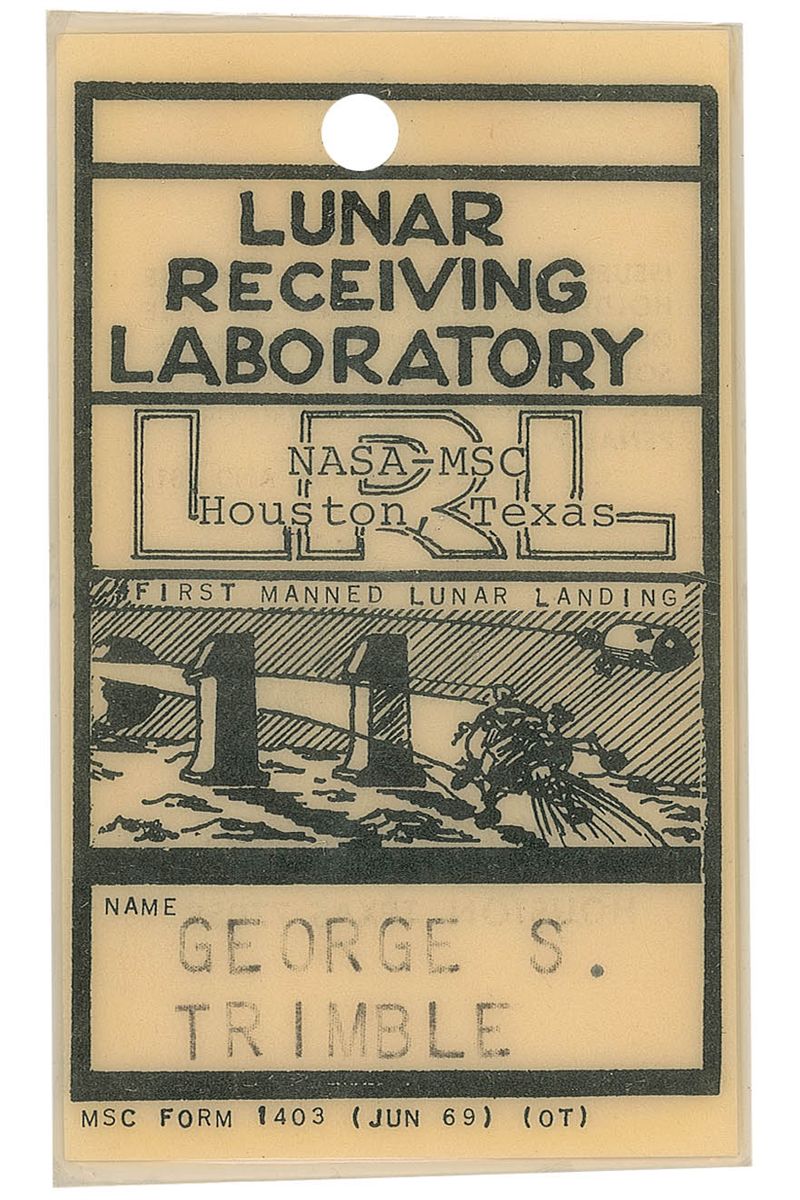 LUNAR
RECEIVING
LABORATORY
LRL
NASA-MSC
Houston, Texas
FIRST MANNED LUNAR LANDING
NAME
GEORGE S.
TRIMBLE
MSC FORM 1403 (JUN 69) (OT)